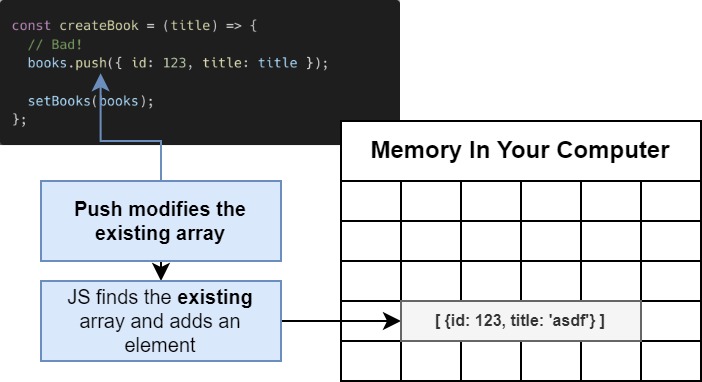 const createBook = (title) => {
// Bad!
books.push({ id: 123, title: title });
setBooks(books);
};
Memory In Your Computer
Push modifies the
existing array
JS finds the existing
array and adds an
element
[ {id: 123, title: 'asdf'} ]